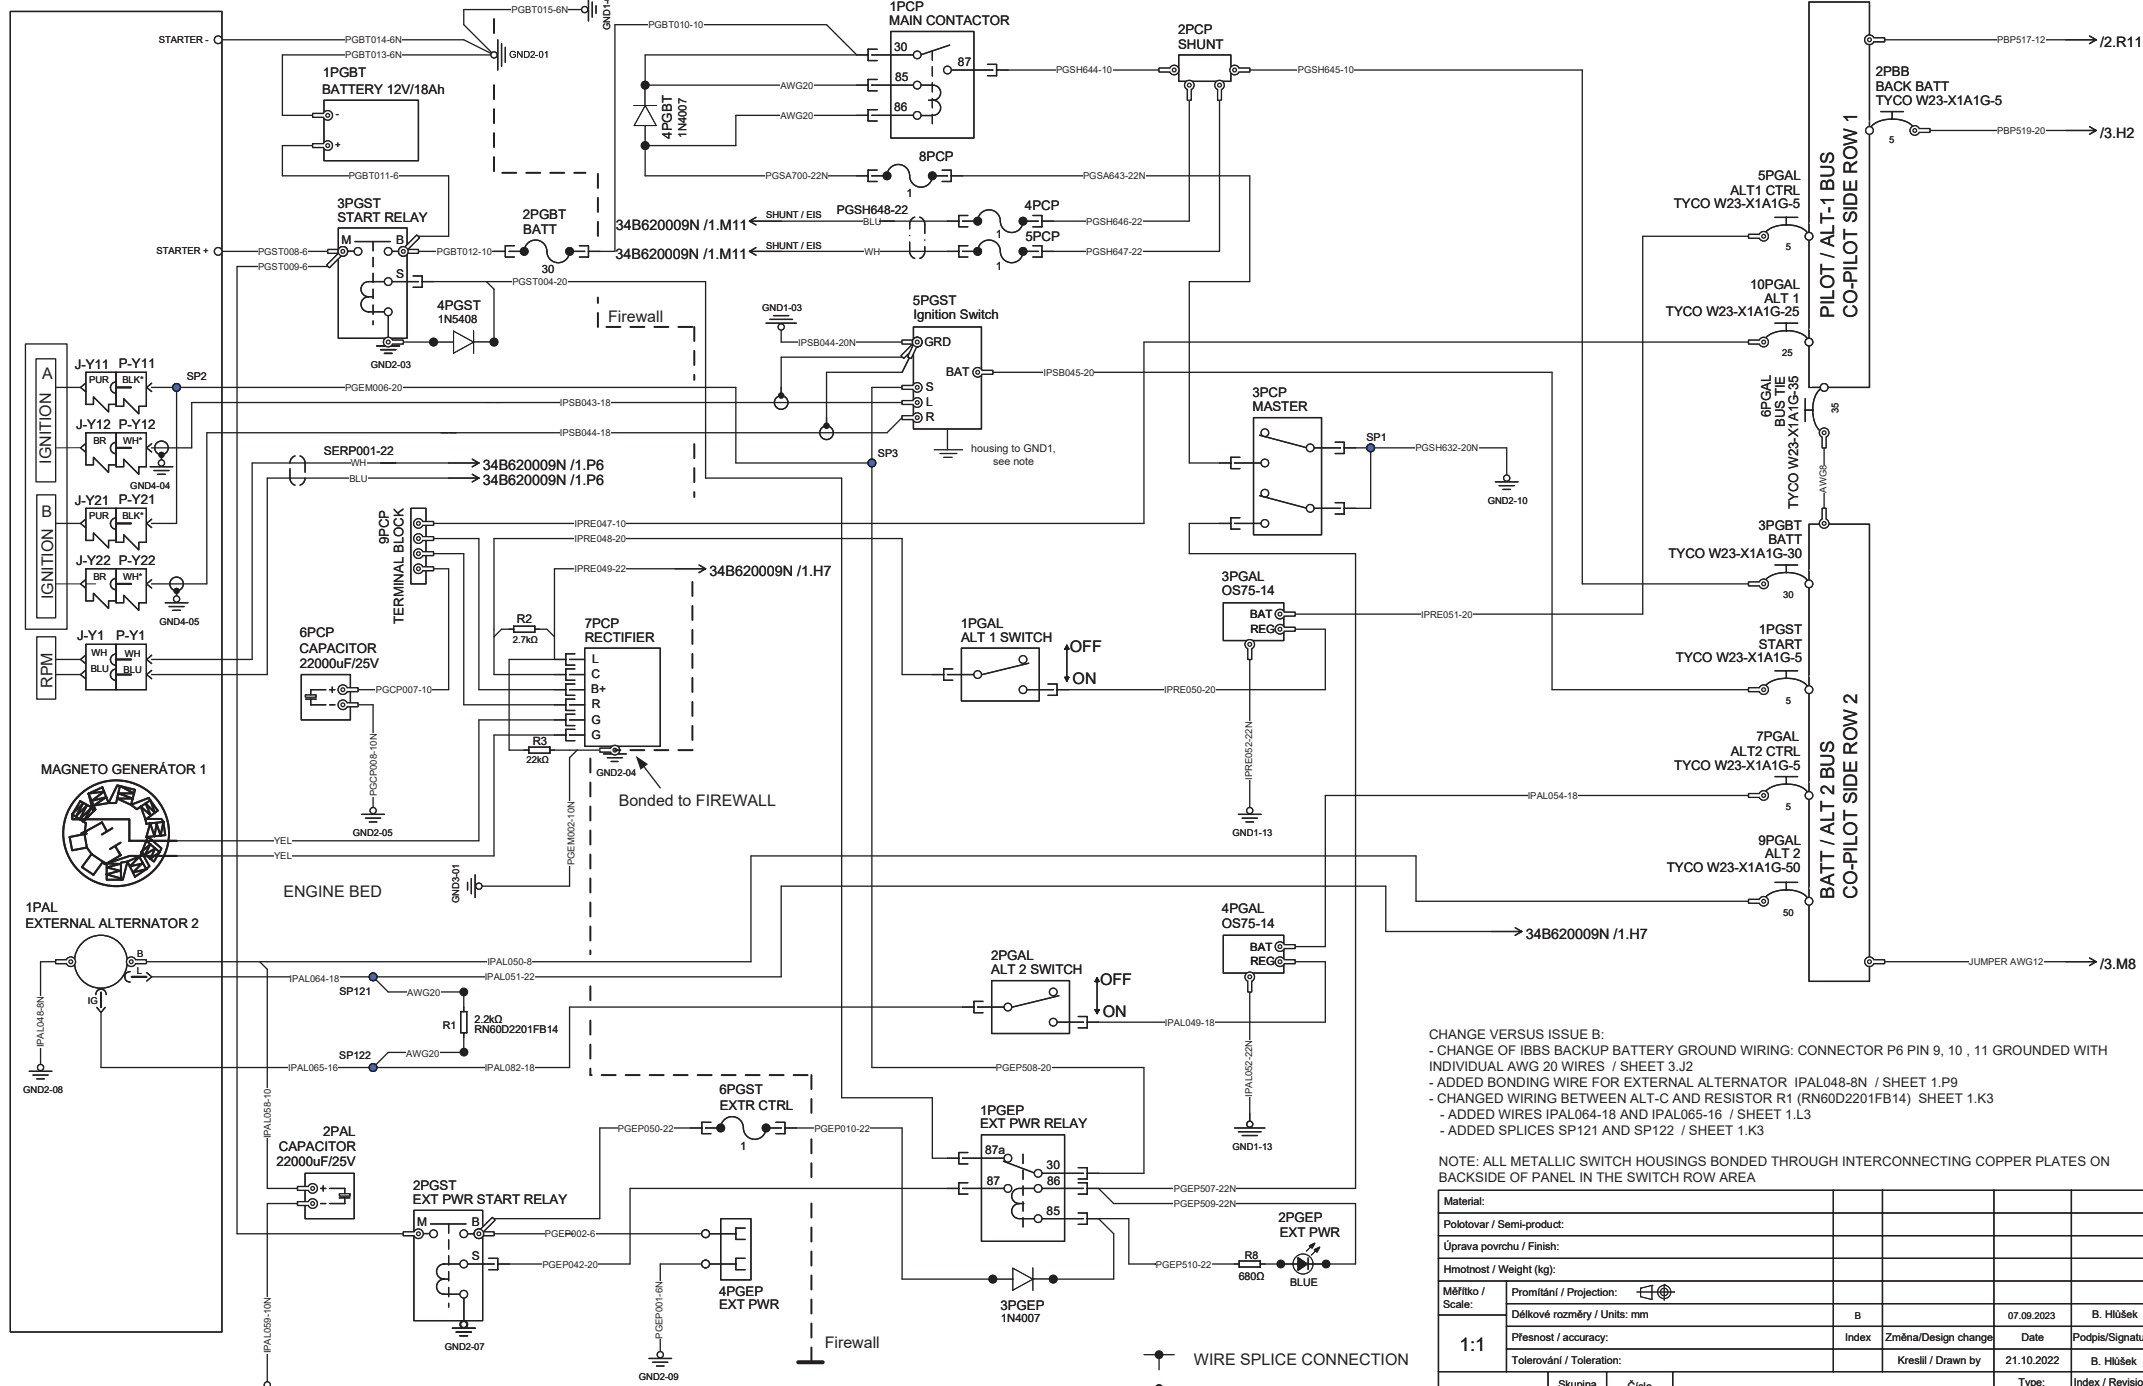 PGBT015-6N
GND1-
STARTER -
PGBT014-6N
PGBT013-6N
GND2-01
1PGBT
BATTERY 12V/18Ah
-
+
PGBT011-6
PGBT010-10
1PCP
MAIN CONTACTOR
30
87
85
86
AWG20
AWG20
4PGBT
1N4007
2PCP
SHUNT
PGSH644-10
PGSH645-10
PBP517-12
/2.R11
2PBB
BACK BATT
TYCO W23-X1A1G-5
5
PBP519-20
/3.H2
PILOT / ALT-1 BUS
CO-PILOT SIDE ROW 1
8PCP
1
PGSA700-22N
PGSA643-22N
3PGST
START RELAY
M
B
S
STARTER +
PGST008-6
PGST009-6
PGBT012-10
2PGBT
BATT
30
PGST004-20
34B620009N /1.M11
SHUNT / EIS
PGSH648-22
BLU
4PCP
1
PGSH646-22
34B620009N /1.M11
SHUNT / EIS
WH
5PCP
1
PGSH647-22
5PGAL
ALT1 CTRL
TYCO W23-X1A1G-5
5
4PGST
1N5408
GND2-03
Firewall
GND1-03
IPSB044-20N
5PGST
Ignition Switch
GRD
BAT
S
L
R
IPSB045-20
housing to GND1,
see note
10PGAL
ALT 1
TYCO W23-X1A1G-25
25
A
IGNITION
J-Y11 P-Y11
PUR
BLK*
SP2
PGEM006-20
IPSB043-18
J-Y12 P-Y12
BR
WH*
GND4-04
IPSB044-18
SERP001-22
WH
34B620009N /1.P6
BLU
34B620009N /1.P6
SP3
B
IGNITION
J-Y21 P-Y21
PUR
BLK*
J-Y22 P-Y22
BR
WH*
GND4-05
3PCP
MASTER
SP1
PGSH632-20N
GND2-10
6PGAL
BUS TIE
TYCO W23-X1A1G-35
35
AWG8
9PCP
TERMINAL BLOCK
IPRE047-10
IPRE048-20
IPRE049-22
34B620009N /1.H7
3PGBT
BATT
TYCO W23-X1A1G-30
30
RPM
J-Y1 P-Y1
WH
WH
BLU
BLU
6PCP
CAPACITOR
22000uF/25V
+
-
PGCP007-10
PGCP008-10N
GND2-05
R2
2.7kΩ
7PCP
RECTIFIER
L
C
B+
R
G
G
R3
22kΩ
GND2-04
Bonded to FIREWALL
1PGAL
ALT 1 SWITCH
OFF
ON
IPRE050-20
3PGAL
OS75-14
BAT
REG
IPRE051-20
IPRE052-22N
GND1-13
1PGST
START
TYCO W23-X1A1G-5
5
BATT / ALT 2 BUS
CO-PILOT SIDE ROW 2
7PGAL
ALT2 CTRL
TYCO W23-X1A1G-5
5
IPAL054-18
MAGNETO GENERÁTOR 1
YEL
YEL
ENGINE BED
PGEM002-10N
GND3-01
9PGAL
ALT 2
TYCO W23-X1A1G-50
50
1PAL
EXTERNAL ALTERNATOR 2
B
L
IG
IPAL048-8N
GND2-08
IPAL050-8
IPAL064-18
IPAL051-22
SP121
AWG20
R1
2.2kΩ
RN60D2201FB14
AWG20
SP122
IPAL065-16
IPAL082-18
34B620009N /1.H7
2PGAL
ALT 2 SWITCH
OFF
ON
IPAL049-18
4PGAL
OS75-14
BAT
REG
IPAL052-22N
GND1-13
JUMPER AWG12
/3.M8
CHANGE VERSUS ISSUE B:
- CHANGE OF IBBS BACKUP BATTERY GROUND WIRING: CONNECTOR P6 PIN 9, 10 , 11 GROUNDED WITH
INDIVIDUAL AWG 20 WIRES / SHEET 3.J2
- ADDED BONDING WIRE FOR EXTERNAL ALTERNATOR IPAL048-8N / SHEET 1.P9
- CHANGED WIRING BETWEEN ALT-C AND RESISTOR R1 (RN60D2201FB14) SHEET 1.K3
- ADDED WIRES IPAL064-18 AND IPAL065-16 / SHEET 1.L3
- ADDED SPLICES SP121 AND SP122 / SHEET 1.K3
NOTE: ALL METALLIC SWITCH HOUSINGS BONDED THROUGH INTERCONNECTING COPPER PLATES ON
BACKSIDE OF PANEL IN THE SWITCH ROW AREA
IPAL058-10
2PAL
CAPACITOR
22000uF/25V
+
-
IPAL059-10N
6PGST
EXTR CTRL
1
PGEP050-22
PGEP010-22
PGEP508-20
1PGEP
EXT PWR RELAY
87a
30
87
86
85
PGEP507-22N
PGEP509-22N
2PGST
EXT PWR START RELAY
M
B
S
PGEP002-6
PGEP042-20
GND2-07
PGEP001-6N
GND2-09
4PGEP
EXT PWR
3PGEP
1N4007
PGEP510-22
R8
680Ω
2PGEP
EXT PWR
BLUE
Firewall
WIRE SPLICE CONNECTION
Material:
Polotovar / Semi-product:
Úprava povrchu / Finish:
Hmotnost / Weight (kg):
Měřítko /
Scale:
1:1
Promítání / Projection:
Délkové rozměry / Units: mm
B
07.09.2023
B. Hlůšek
Přesnost / accuracy:
Index
Změna/Design change
Date
Podpis/Signatu
Tolerování / Toleration:
Kreslil / Drawn by
21.10.2022
B. Hlůšek
Skupina
Číslo
Type:
Index / Revisio